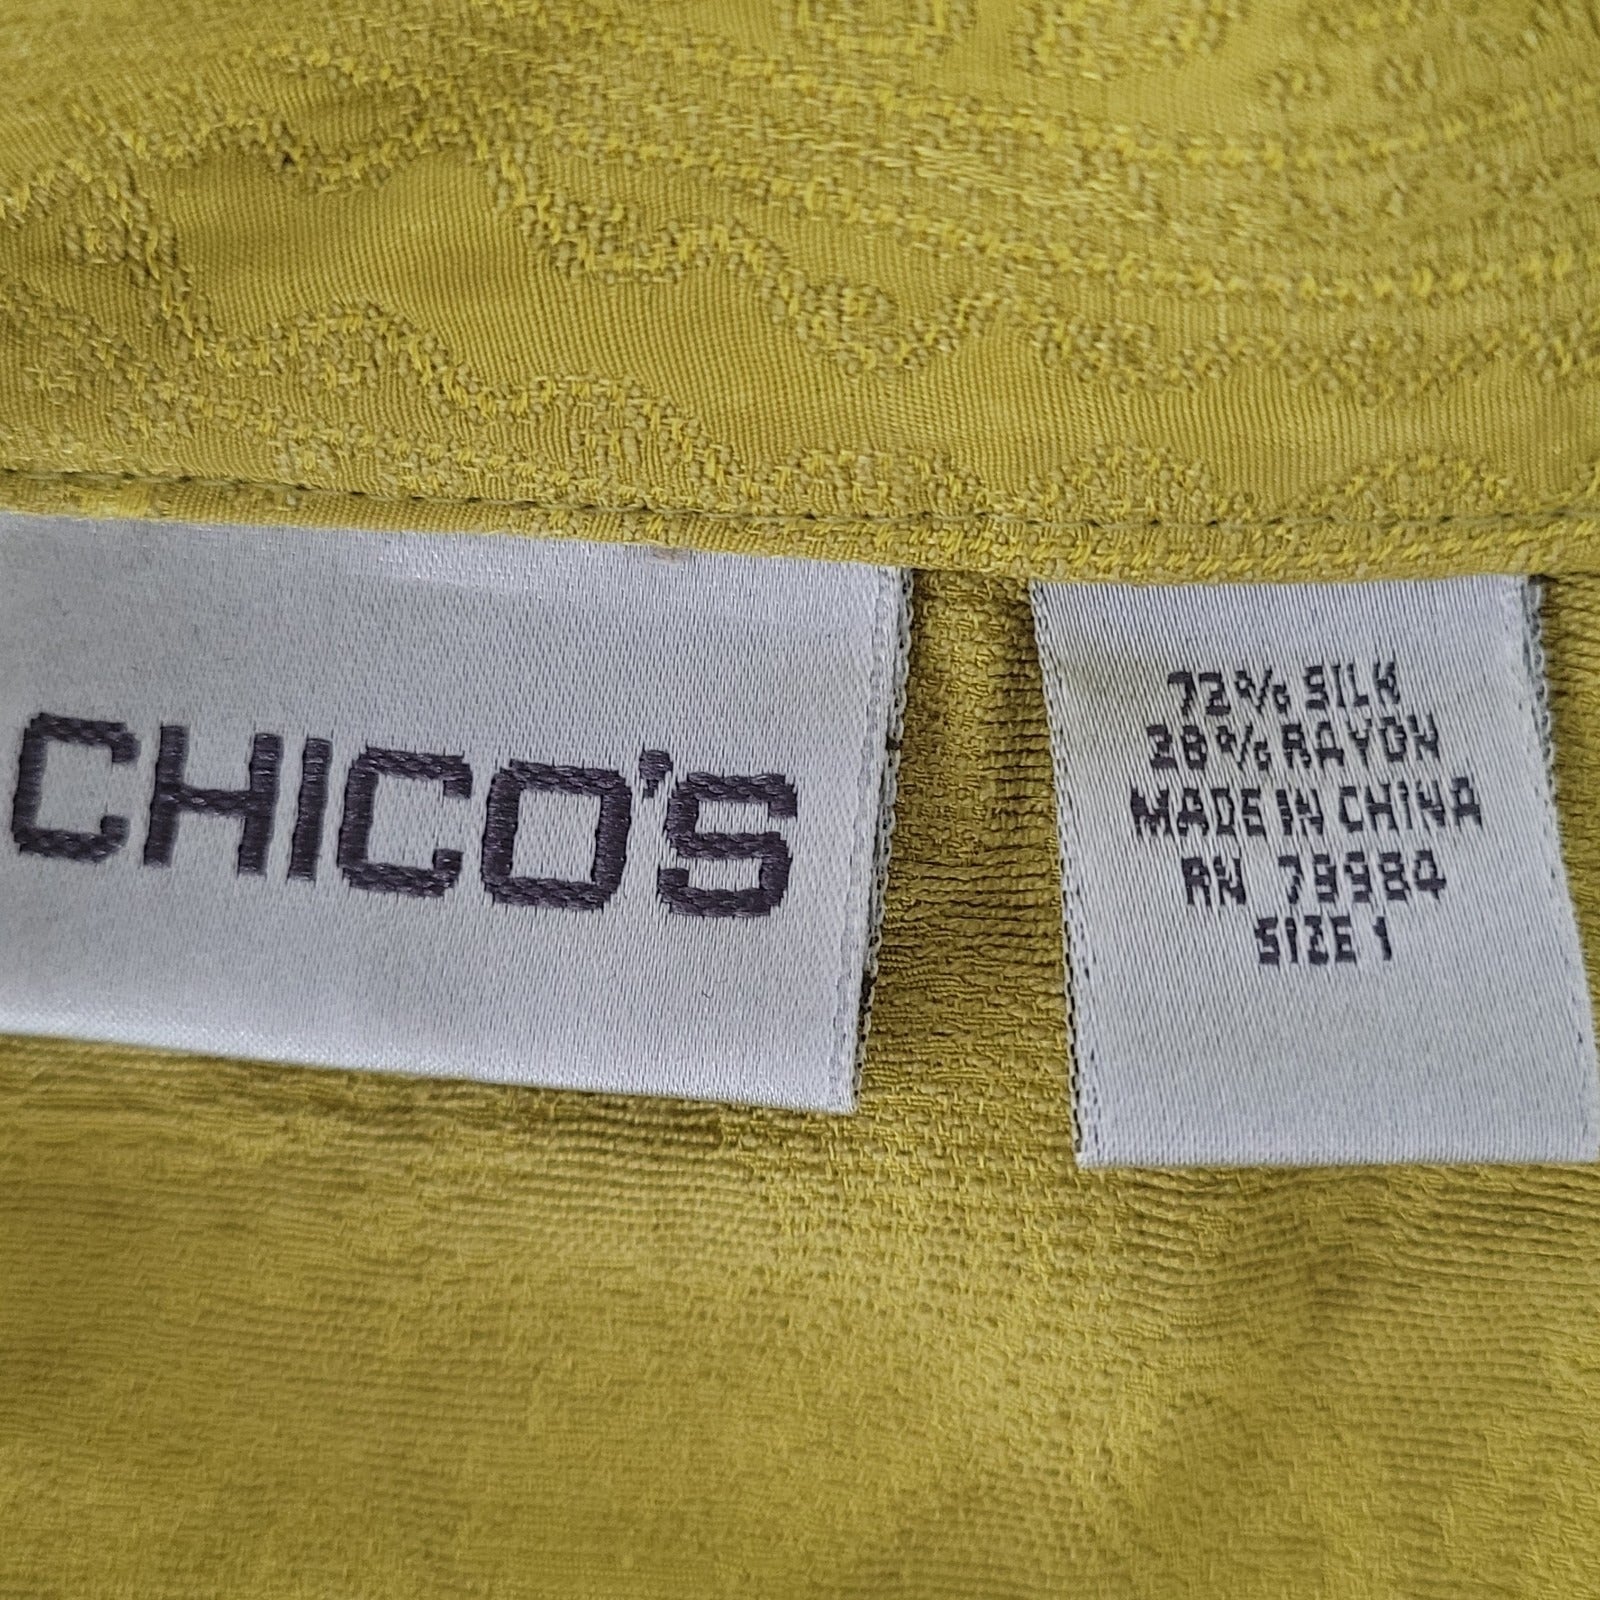 CHICO'S
72% SILK
28% RAYON
MADE IN CHINA
RN 79984
SIZE 1